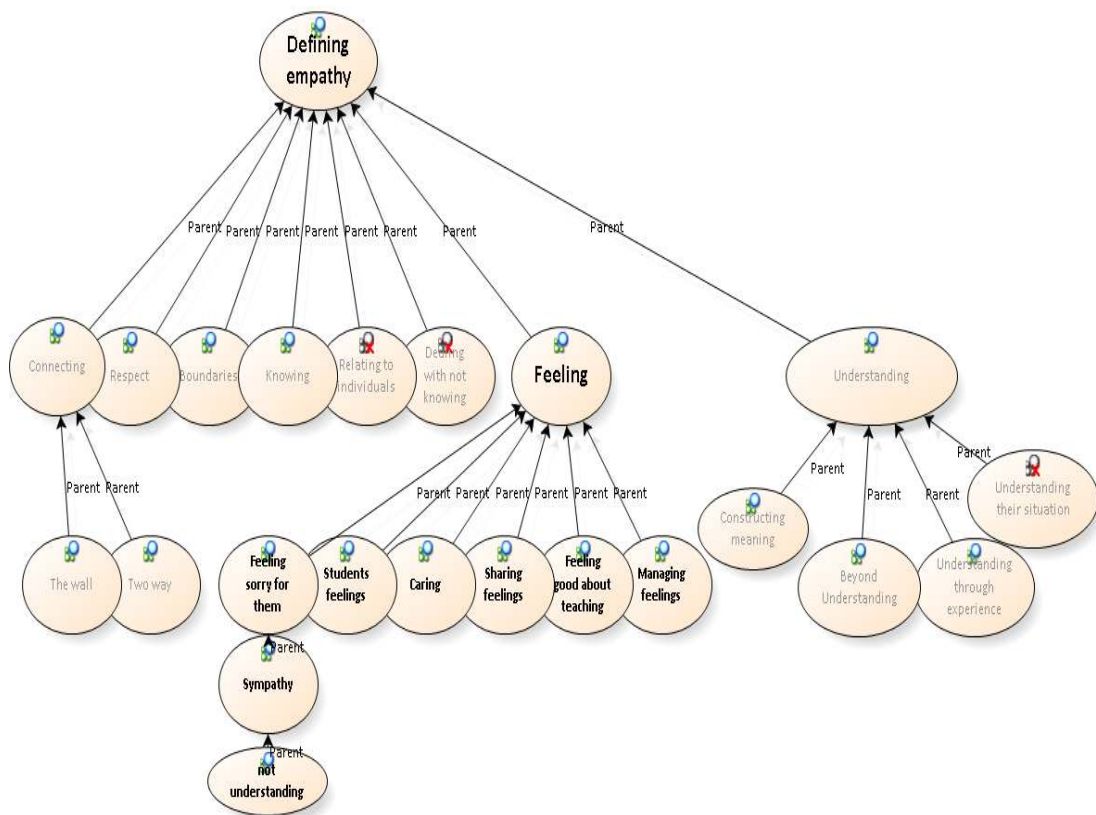 Defining
empathy
Parent
Parent
Parent
Parent
Parent
Parent
Parent
Parent
Connecting
Respect
Boundaries
Knowing
Relating to
individuals
Dealing
with not
knowing
Feeling
Understanding
Parent
Parent
Parent
Parent
Parent
Parent
Parent
Parent
Parent
Parent
Parent
The wall
Two way
Feeling
sorry for
them
Students
feelings
Caring
Sharing
feelings
Feeling
good about
teaching
Managing
feelings
Constructing
meaning
Beyond
Understanding
Understanding
through
experience
Understanding
their situation
Parent
Sympathy
Parent
not
understanding